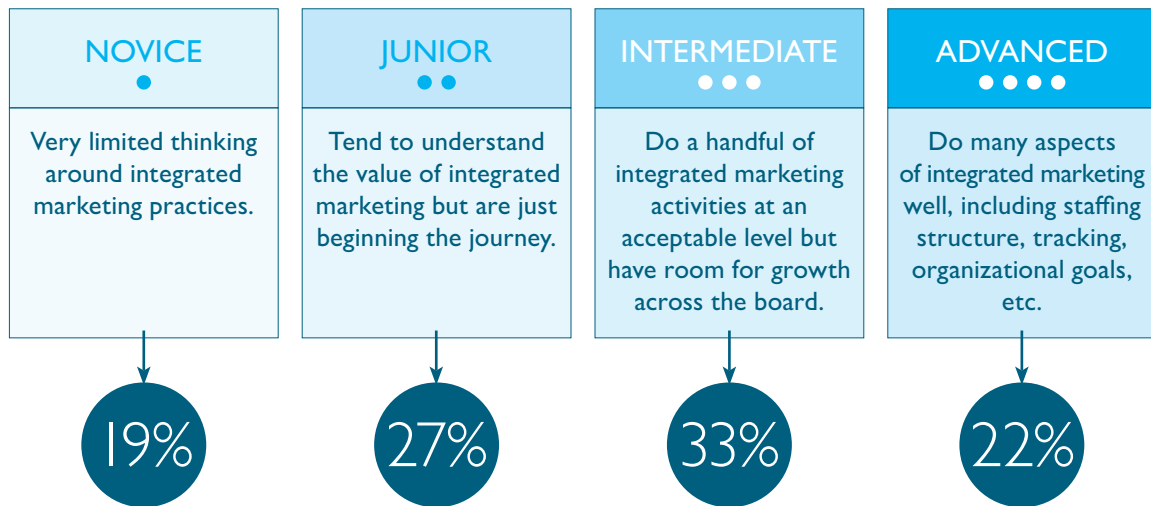 NOVICE
Very limited thinking
around integrated
marketing practices.
19%
JUNIOR
Tend to understand
the value of integrated
marketing but are just
beginning the journey.
27%
INTERMEDIATE
Do a handful of
integrated marketing
activities at an
acceptable level but
have room for growth
across the board.
33%
ADVANCED
Do many aspects
of integrated marketing
well, including staffing
structure, tracking,
organizational goals,
etc.
22%